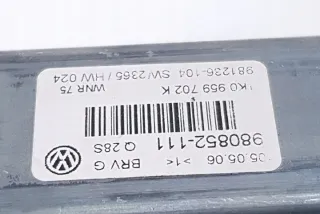 05.05.06 >1< BRV G
980852-111 Q 28S
1K0 959 702 K WNR 75
981236-104 SW 2365 / HW 024